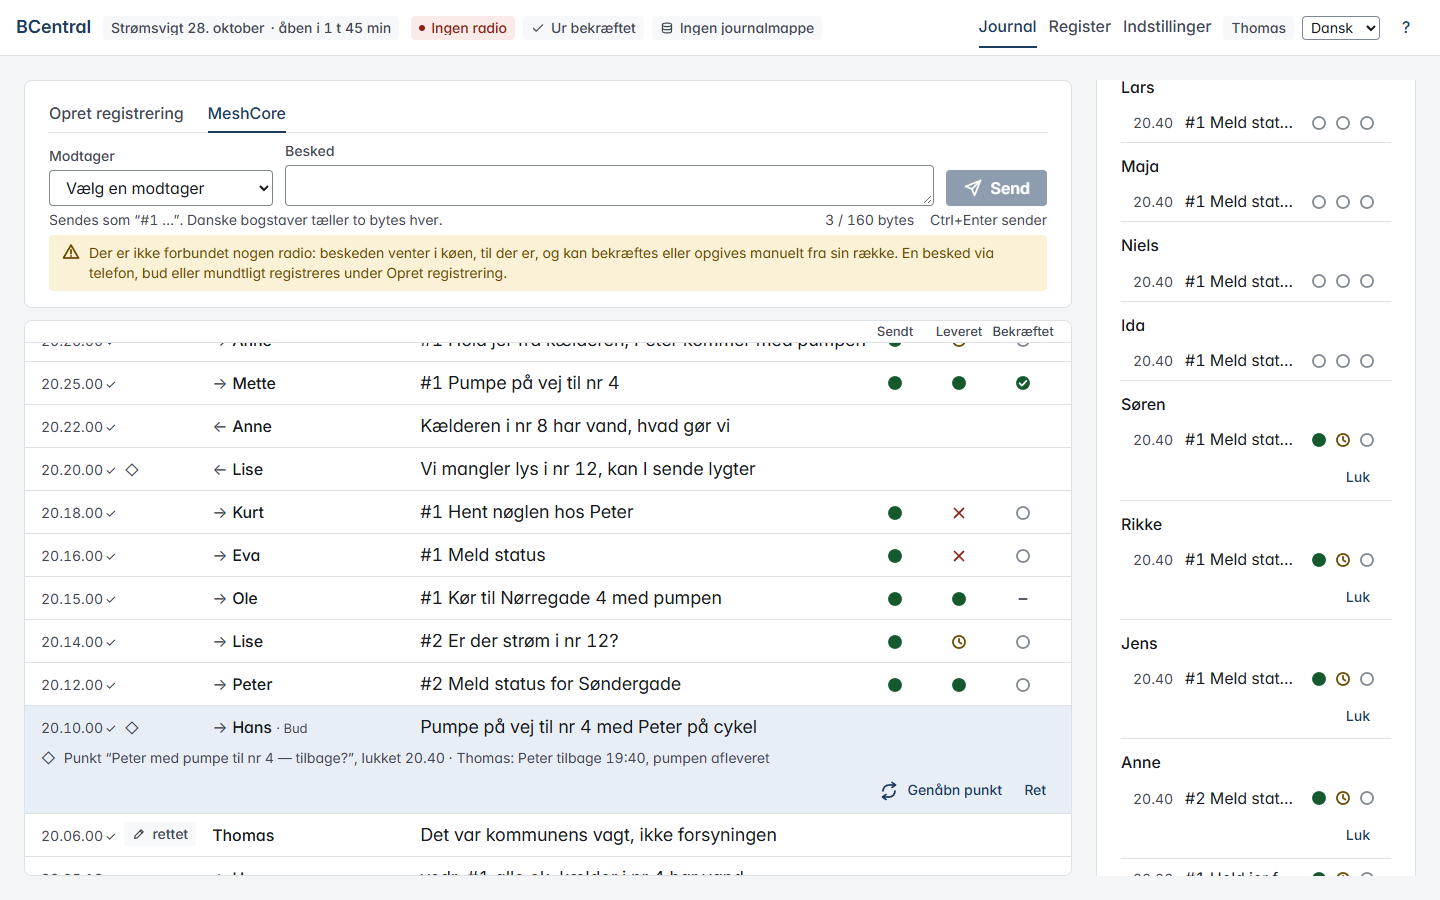 BCentral
Strømsvigt 28. oktober · åben i 1 t 45 min
Ingen radio
Ur bekræftet
Ingen journalmappe
Journal
Register
Indstillinger
Thomas
Dansk
?
Opret registrering
MeshCore
Modtager
Besked
Vælg en modtager
Send
Sendes som “#1 …”. Danske bogstaver tæller to bytes hver.
3 / 160 bytes
Ctrl+Enter sender
Der er ikke forbundet nogen radio: beskeden venter i køen, til der er, og kan bekræftes eller opgives manuelt fra sin række. En besked via
telefon, bud eller mundtligt registreres under Opret registrering.
Sendt Leveret Bekræftet
20.25.00 → Mette #1 Pumpe på vej til nr 4
20.22.00 ← Anne Kælderen i nr 8 har vand, hvad gør vi
20.20.00 ← Lise Vi mangler lys i nr 12, kan I sende lygter
20.18.00 → Kurt #1 Hent nøglen hos Peter
20.16.00 → Eva #1 Meld status
20.15.00 → Ole #1 Kør til Nørregade 4 med pumpen
20.14.00 → Lise #2 Er der strøm i nr 12?
20.12.00 → Peter #2 Meld status for Søndergade
20.10.00 → Hans · Bud Pumpe på vej til nr 4 med Peter på cykel
Punkt “Peter med pumpe til nr 4 — tilbage?”, lukket 20.40 · Thomas: Peter tilbage 19:40, pumpen afleveret
Genåbn punkt Ret
20.06.00 rettet Thomas Det var kommunens vagt, ikke forsyningen
Lars
20.40 #1 Meld stat...
Maja
20.40 #1 Meld stat...
Niels
20.40 #1 Meld stat...
Ida
20.40 #1 Meld stat...
Søren
20.40 #1 Meld stat...
Luk
Rikke
20.40 #1 Meld stat...
Luk
Jens
20.40 #1 Meld stat...
Luk
Anne
20.40 #2 Meld stat...
Luk